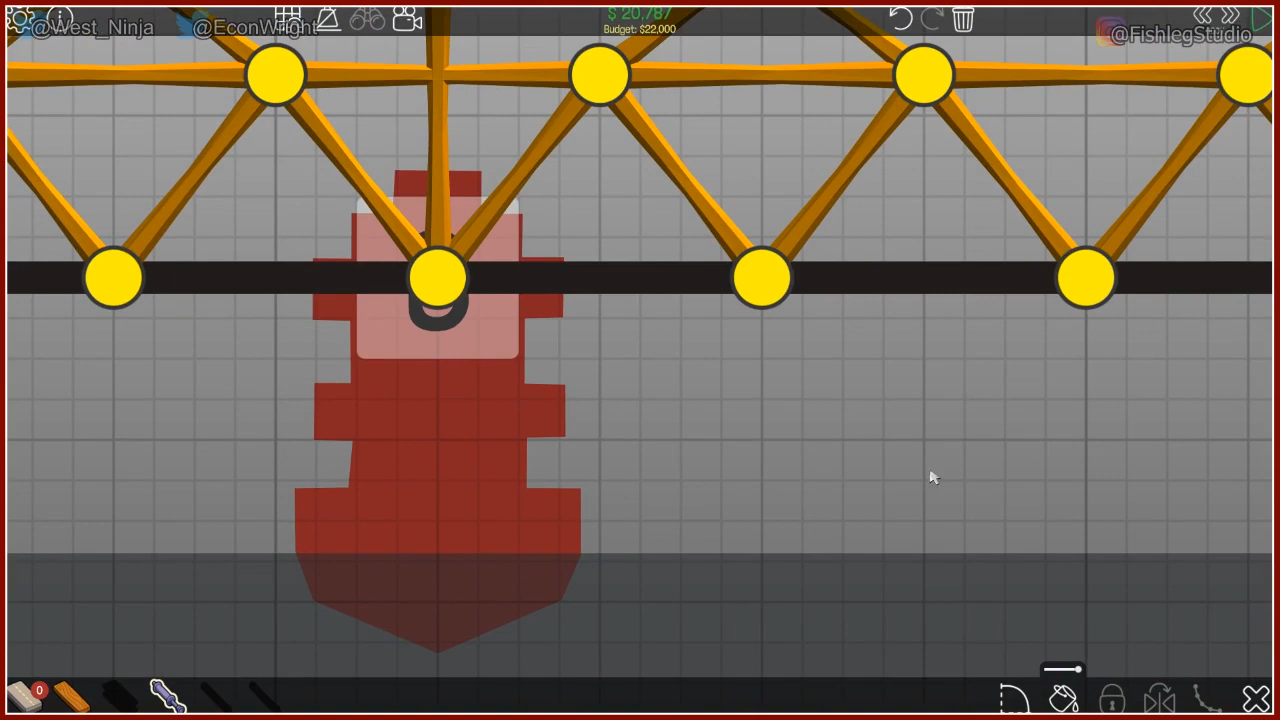 @West_Ninja
@EconWright
$ 20,787
Budget: $22,000
@FishlegStudio
0